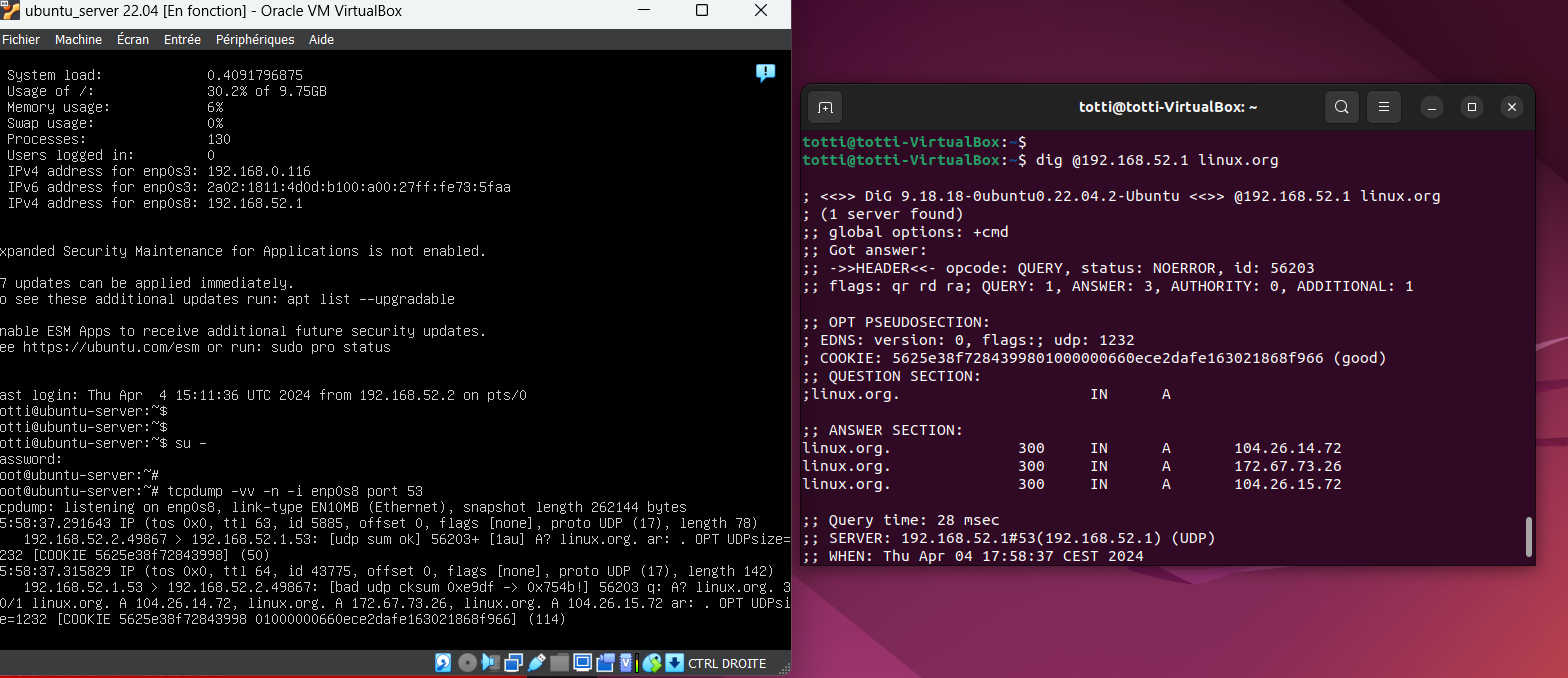 ubuntu_server 22.04 [En fonction] - Oracle VM VirtualBox
Fichier Machine Écran Entrée Périphériques Aide
System load: 0.4091796875
Usage of /: 30.2% of 9.75GB
Memory usage: 6%
Swap usage: 0%
Processes: 130
Users logged in: 0
IPv4 address for enp0s3: 192.168.0.116
IPv6 address for enp0s3: 2a02:1811:4d0d:b100:a00:27ff:fe73:5faa
IPv4 address for enp0s8: 192.168.52.1
xpanded Security Maintenance for Applications is not enabled.
7 updates can be applied immediately.
o see these additional updates run: apt list --upgradable
nable ESM Apps to receive additional future security updates.
ee https://ubuntu.com/esm or run: sudo pro status
ast login: Thu Apr  4 15:11:36 UTC 2024 from 192.168.52.2 on pts/0
otti@ubuntu-server:~$
otti@ubuntu-server:~$
otti@ubuntu-server:~$ su -
assword:
oot@ubuntu-server:~#
oot@ubuntu-server:~# tcpdump -vv -n -i enp0s8 port 53
cpdump: listening on enp0s8, link-type EN10MB (Ethernet), snapshot length 262144 bytes
5:58:37.291643 IP (tos 0x0, ttl 63, id 5885, offset 0, flags [none], proto UDP (17), length 78)
192.168.52.2.49867 > 192.168.52.1.53: [udp sum ok] 56203+ [1au] A? linux.org. ar: . OPT UDPsize=
232 [COOKIE 5625e38f72843998] (50)
5:58:37.315829 IP (tos 0x0, ttl 64, id 43775, offset 0, flags [none], proto UDP (17), length 142)
192.168.52.1.53 > 192.168.52.2.49867: [bad udp cksum 0xe9df -> 0x754b!] 56203 q: A? linux.org. 3
0/1 linux.org. A 104.26.14.72, linux.org. A 172.67.73.26, linux.org. A 104.26.15.72 ar: . OPT UDPsi
e=1232 [COOKIE 5625e38f72843998 01000000660ece2dafe163021868f966] (114)
CTRL DROITE
totti@totti-VirtualBox: ~
totti@totti-VirtualBox:~$
totti@totti-VirtualBox:~$ dig @192.168.52.1 linux.org
; <<>> DiG 9.18.18-0ubuntu0.22.04.2-Ubuntu <<>> @192.168.52.1 linux.org
; (1 server found)
;; global options: +cmd
;; Got answer:
;; ->>HEADER<<- opcode: QUERY, status: NOERROR, id: 56203
;; flags: qr rd ra; QUERY: 1, ANSWER: 3, AUTHORITY: 0, ADDITIONAL: 1
;; OPT PSEUDOSECTION:
; EDNS: version: 0, flags:; udp: 1232
; COOKIE: 5625e38f7284399801000000660ece2dafe163021868f966 (good)
;; QUESTION SECTION:
;linux.org. IN A
;; ANSWER SECTION:
linux.org. 300 IN A 104.26.14.72
linux.org. 300 IN A 172.67.73.26
linux.org. 300 IN A 104.26.15.72
;; Query time: 28 msec
;; SERVER: 192.168.52.1#53(192.168.52.1) (UDP)
;; WHEN: Thu Apr 04 17:58:37 CEST 2024